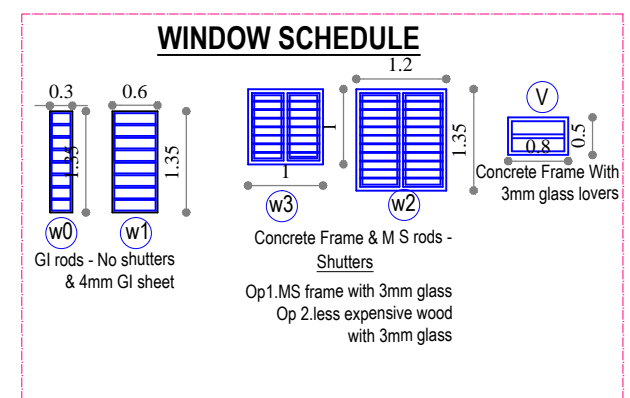 WINDOW SCHEDULE
0.3
0.6
1.2
1.35
1.35
1
1
1.35
V
0.5
0.8
w0
w1
w3
w2
GI rods - No shutters
& 4mm GI sheet
Concrete Frame & M S rods -
Shutters
Op1.MS frame with 3mm glass
Op 2.less expensive wood
with 3mm glass
Concrete Frame With
3mm glass lovers